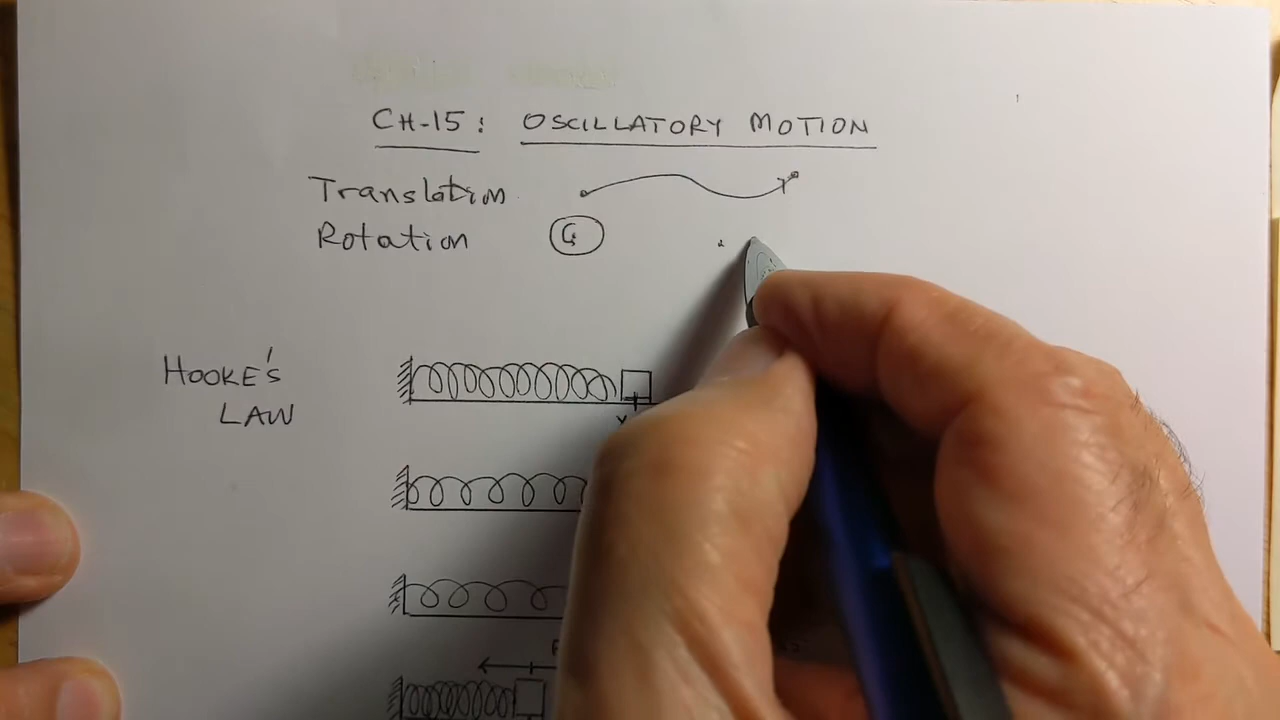 CH-15: OSCILLATORY MOTION
Translation
Rotation
HOOKE'S
LAW